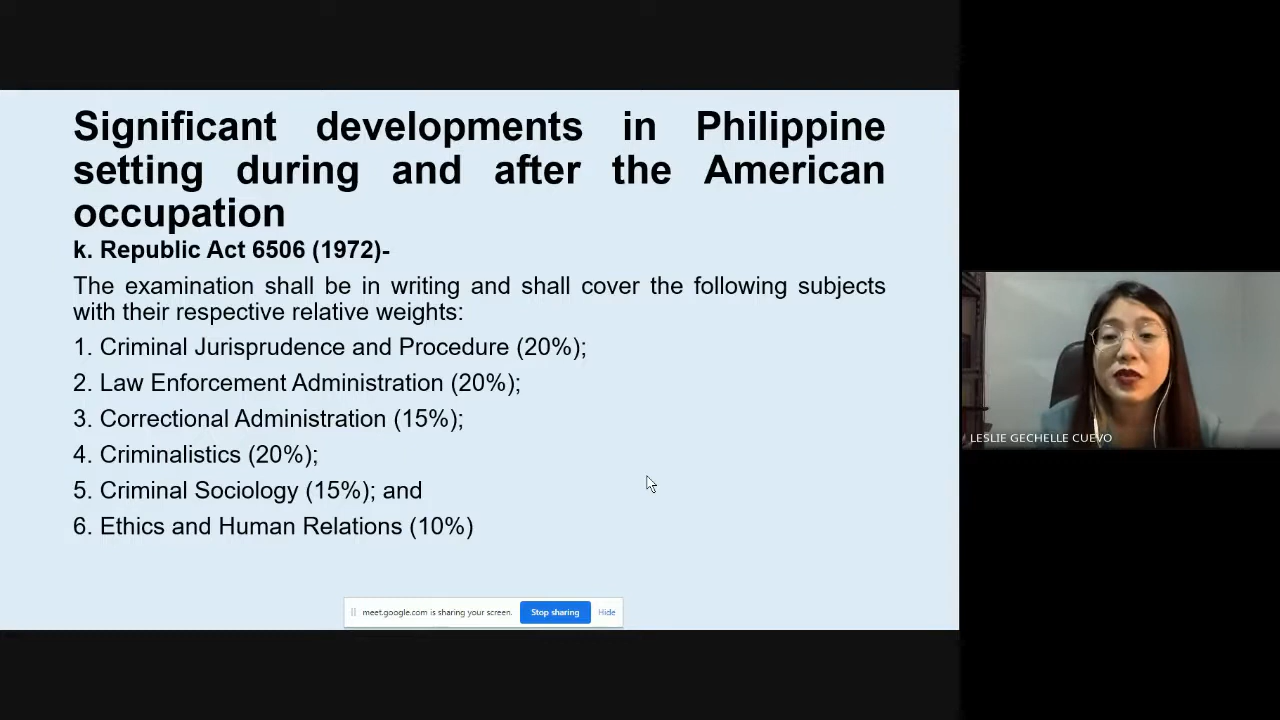 Significant developments in Philippine
setting during and after the American
occupation
k. Republic Act 6506 (1972)-
The examination shall be in writing and shall cover the following subjects
with their respective relative weights:
1. Criminal Jurisprudence and Procedure (20%);
2. Law Enforcement Administration (20%);
3. Correctional Administration (15%);
4. Criminalistics (20%);
5. Criminal Sociology (15%); and
6. Ethics and Human Relations (10%)
LESLIE GECHELLE CUEVO
meet.google.com is sharing your screen. Stop sharing Hide